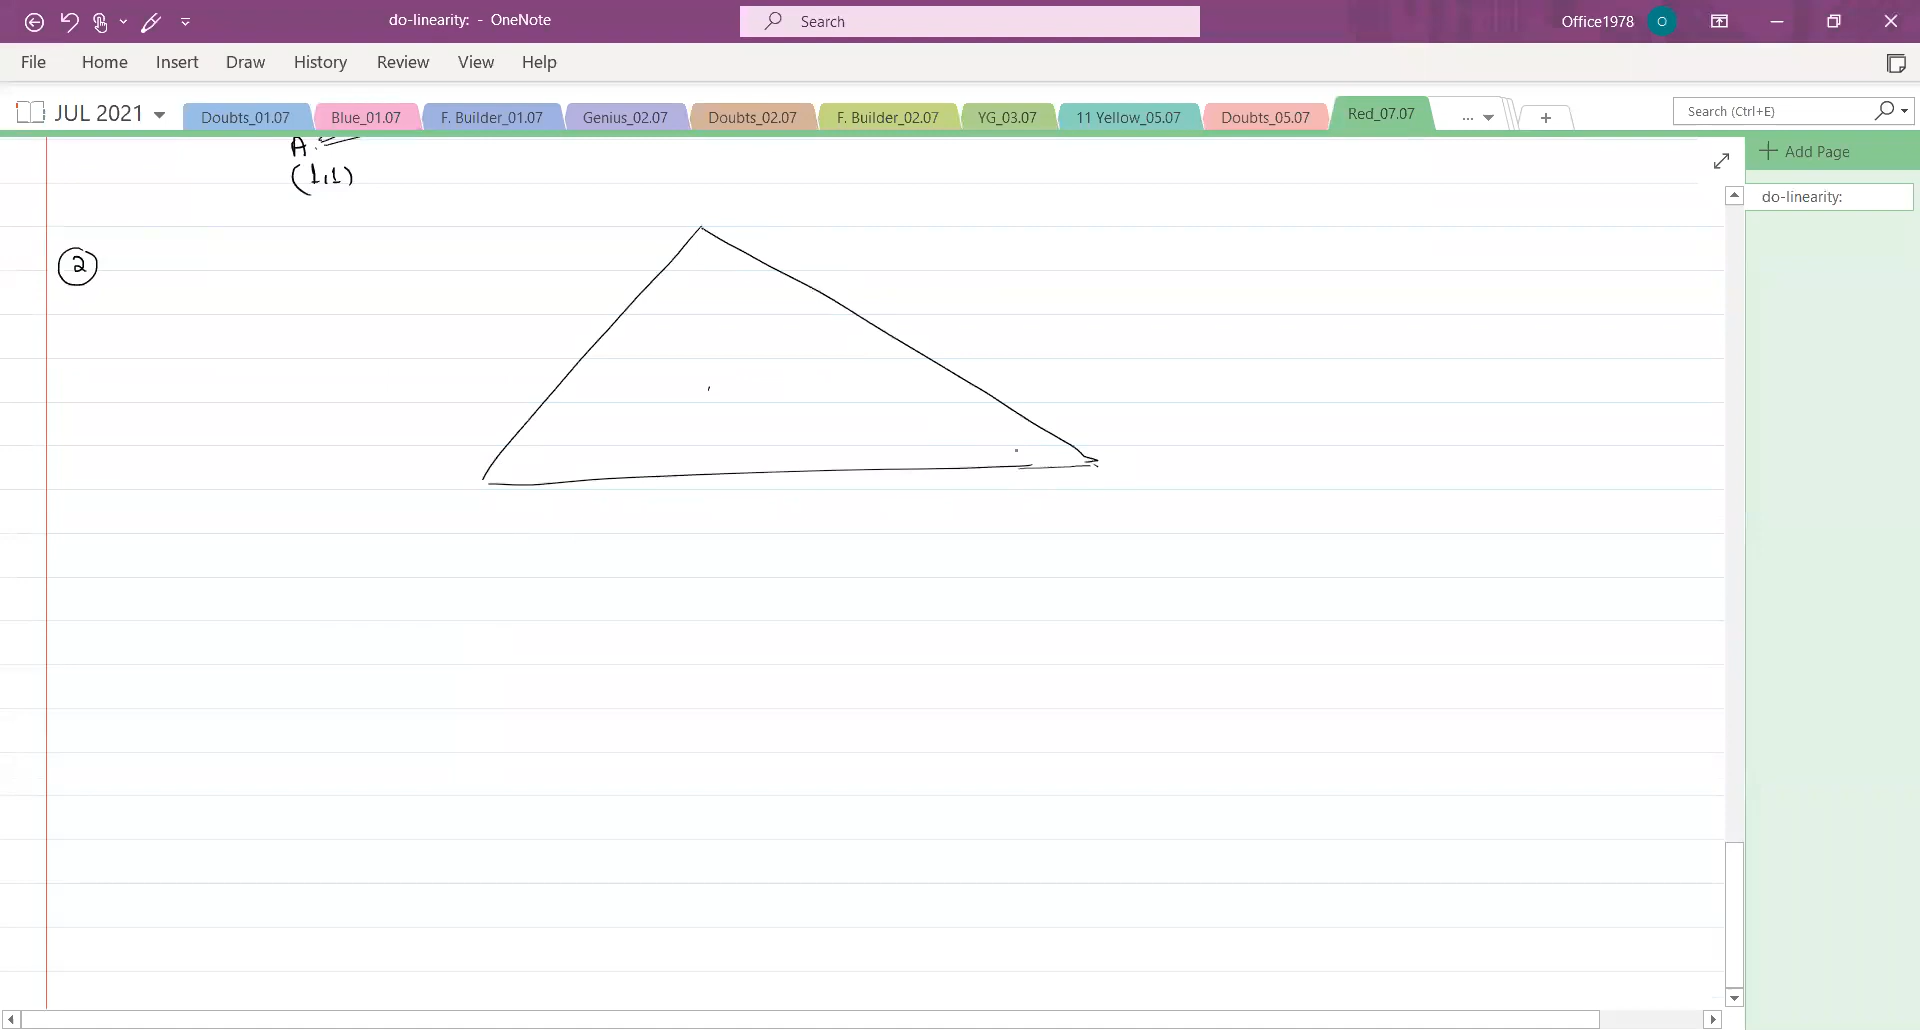 do-linearity: - OneNote
Search
Office1978
O
File Home Insert Draw History Review View Help
JUL 2021
Doubts_01.07
Blue_01.07
F. Builder_01.07
Genius_02.07
Doubts_02.07
F. Builder_02.07
YG_03.07
11 Yellow_05.07
Doubts_05.07
Red_07.07
...
+
Search (Ctrl+E)
Add Page
do-linearity:
A
(1,1)
2